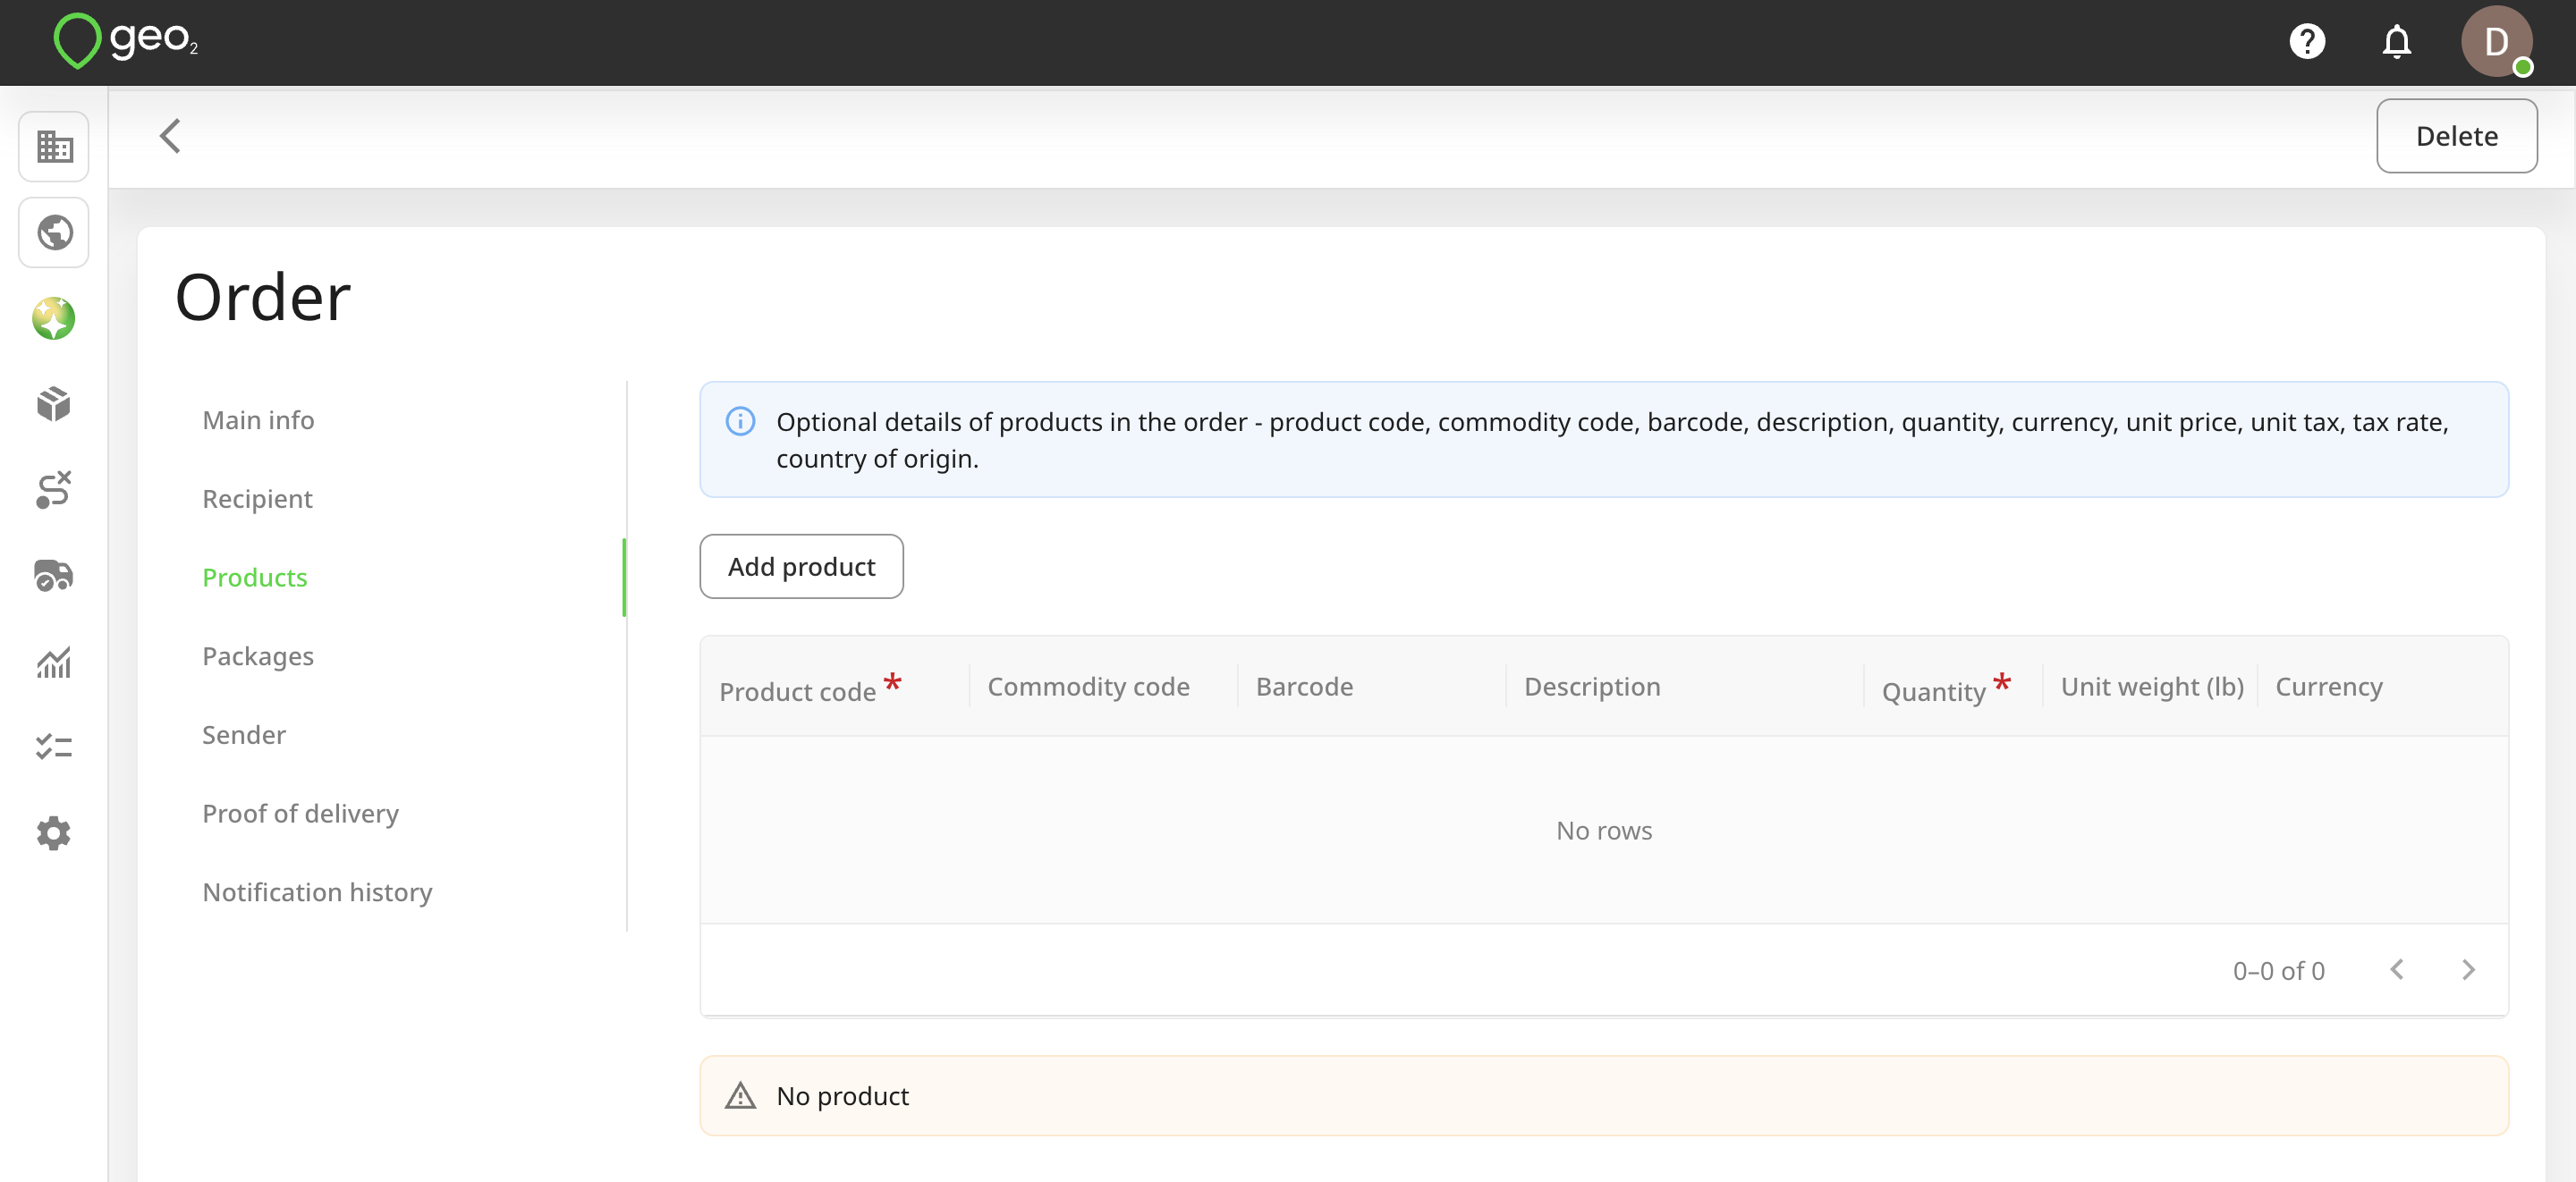 geo2
D
Delete
Order
Main info
Recipient
Products
Packages
Sender
Proof of delivery
Notification history
Optional details of products in the order - product code, commodity code, barcode, description, quantity, currency, unit price, unit tax, tax rate,
country of origin.
Add product
Product code * Commodity code Barcode Description Quantity * Unit weight (lb) Currency
No rows
0–0 of 0
No product